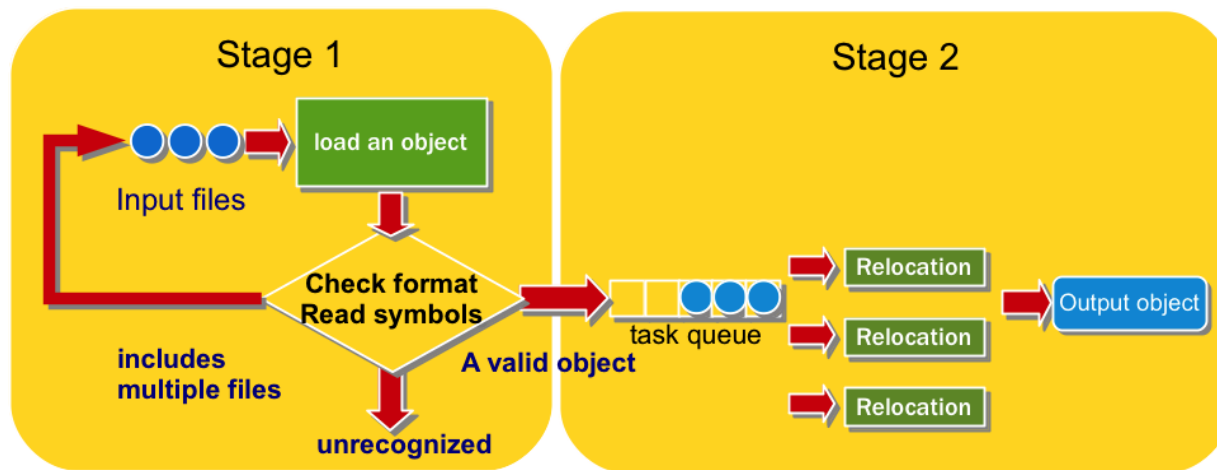 Stage 1
Stage 2
load an object
Input files
Check format
Read symbols
includes
multiple files
A valid object
unrecognized
task queue
Relocation
Relocation
Relocation
Output object